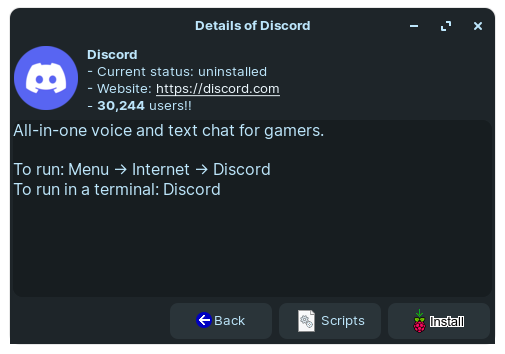 Details of Discord
Discord
- Current status: uninstalled
- Website: https://discord.com
- 30,244 users!!
All-in-one voice and text chat for gamers.
To run: Menu -> Internet -> Discord
To run in a terminal: Discord
Back
Scripts
Install